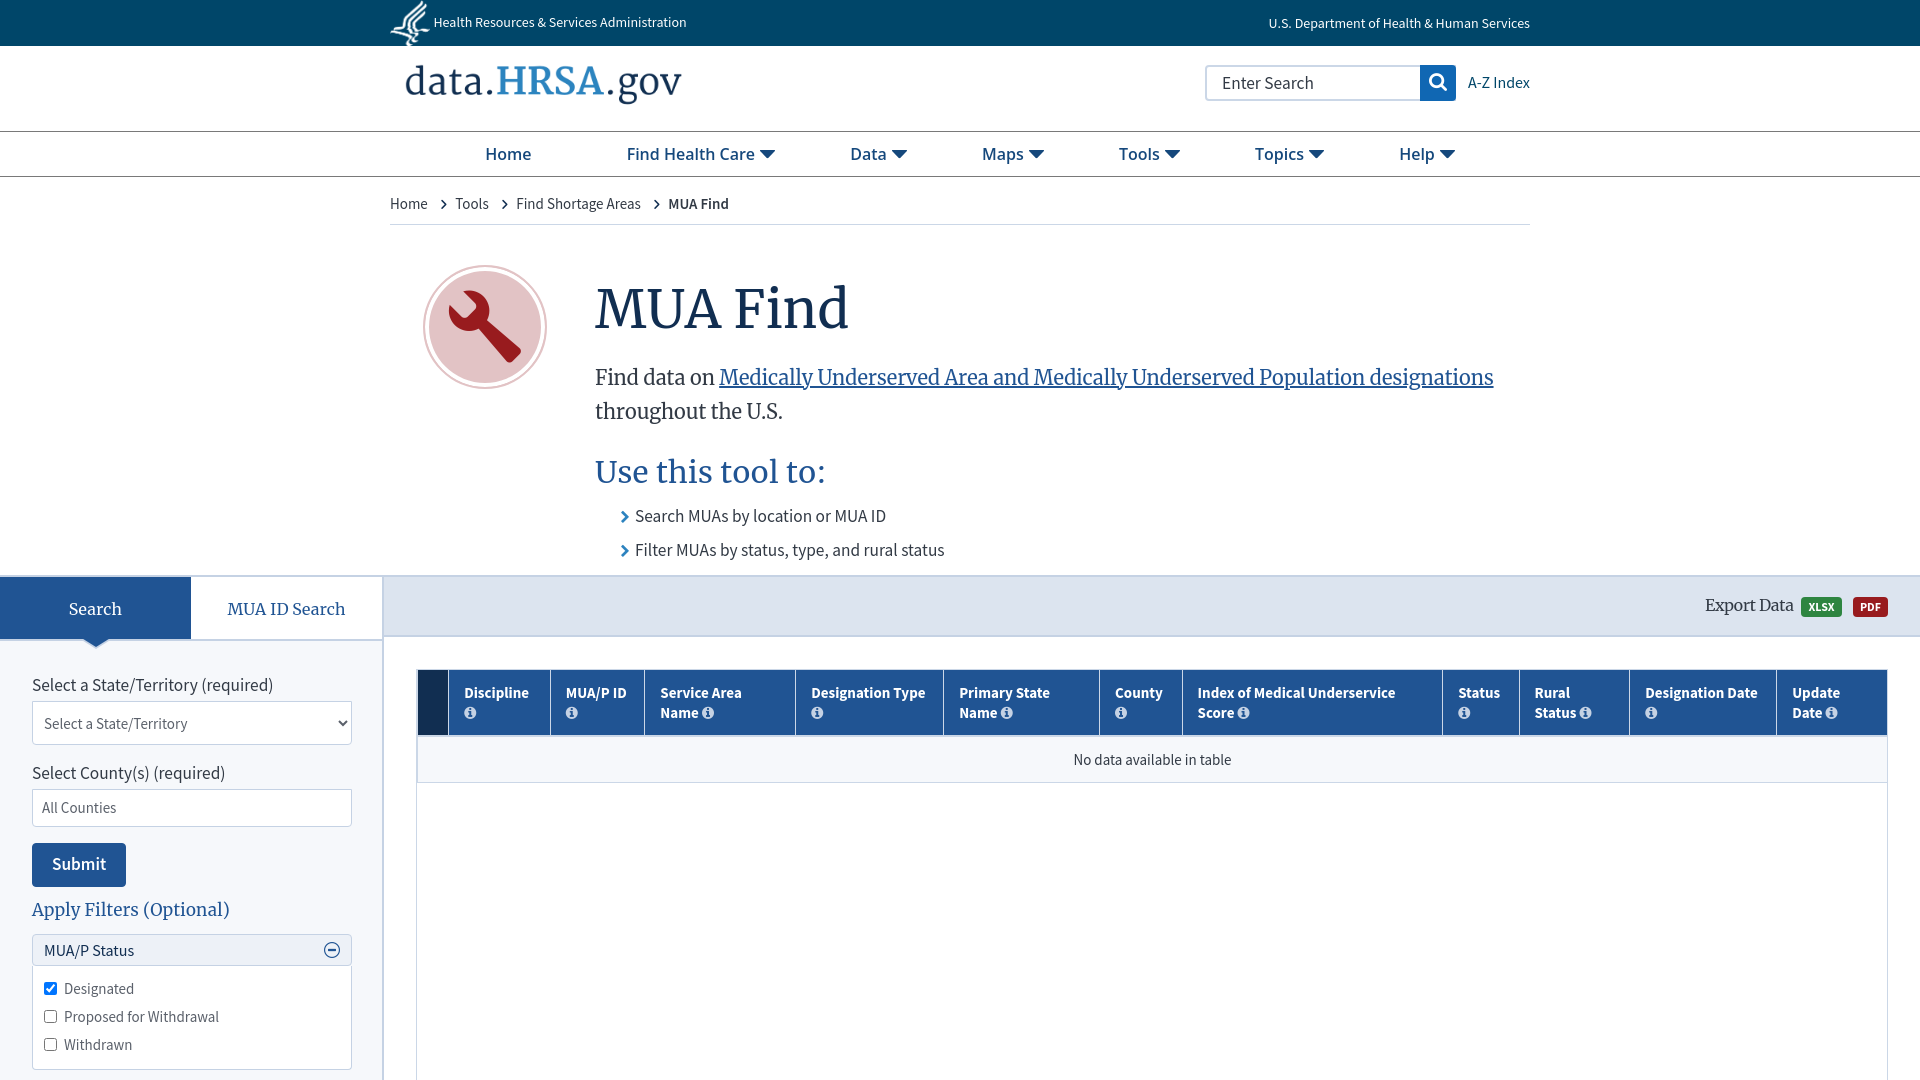 Health Resources & Services Administration
U.S. Department of Health & Human Services
data.HRSA.gov
Enter Search
A-Z Index
Home
Find Health Care
Data
Maps
Tools
Topics
Help
Home
Tools
Find Shortage Areas
MUA Find
MUA Find
Find data on Medically Underserved Area and Medically Underserved Population designations
throughout the U.S.
Use this tool to:
Search MUAs by location or MUA ID
Filter MUAs by status, type, and rural status
Search
MUA ID Search
Export Data
XLSX
PDF
Select a State/Territory (required)
Select a State/Territory
Select County(s) (required)
All Counties
Submit
Apply Filters (Optional)
MUA/P Status
Designated
Proposed for Withdrawal
Withdrawn
Discipline
MUA/P ID
Service Area
Name
Designation Type
Primary State
Name
County
Index of Medical Underservice
Score
Status
Rural
Status
Designation Date
Update
Date
No data available in table